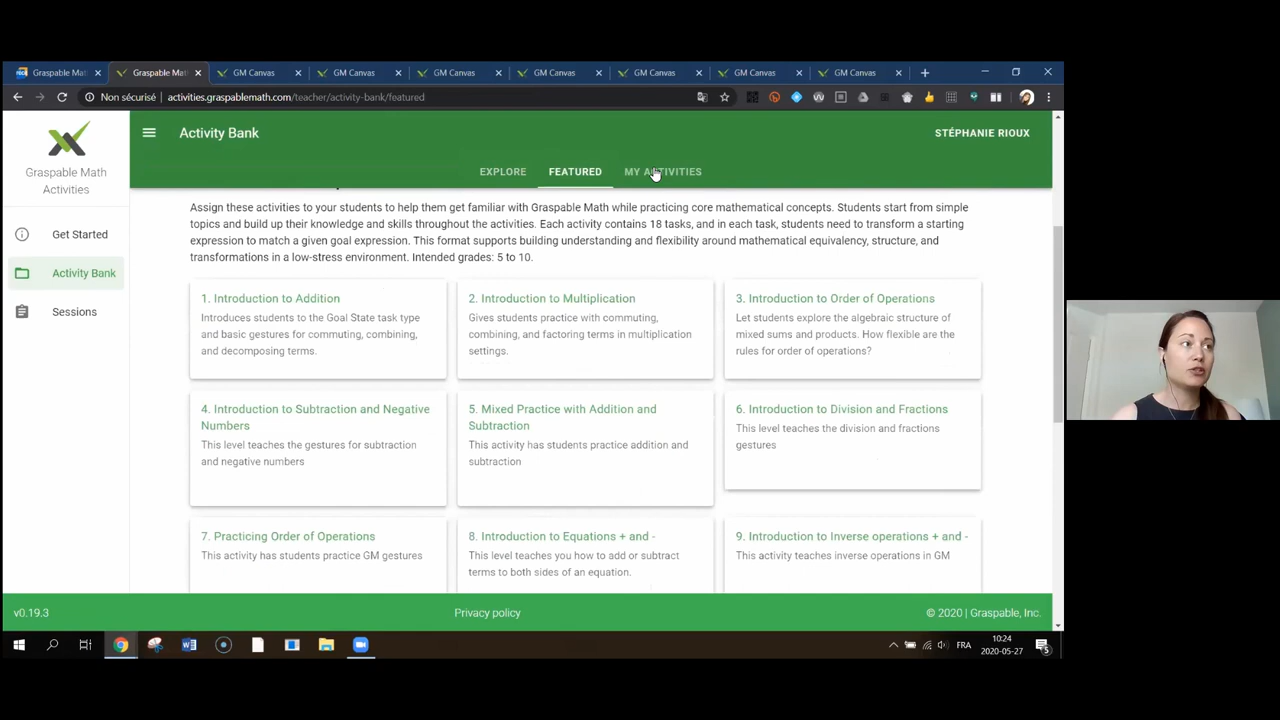 Graspable Mat
Graspable Mat
GM Canvas
GM Canvas
GM Canvas
GM Canvas
GM Canvas
GM Canvas
GM Canvas
Non sécurisé
activities.graspablemath.com/teacher/activity-bank/featured
Graspable Math
Activities
Activity Bank
STÉPHANIE RIOUX
EXPLORE
FEATURED
MY ACTIVITIES
Get Started
Activity Bank
Sessions
Assign these activities to your students to help them get familiar with Graspable Math while practicing core mathematical concepts. Students start from simple
topics and build up their knowledge and skills throughout the activities. Each activity contains 18 tasks, and in each task, students need to transform a starting
expression to match a given goal expression. This format supports building understanding and flexibility around mathematical equivalency, structure, and
transformations in a low-stress environment. Intended grades: 5 to 10.
1. Introduction to Addition
Introduces students to the Goal State task type
and basic gestures for commuting, combining,
and decomposing terms.
2. Introduction to Multiplication
Gives students practice with commuting,
combining, and factoring terms in multiplication
settings.
3. Introduction to Order of Operations
Let students explore the algebraic structure of
mixed sums and products. How flexible are the
rules for order of operations?
4. Introduction to Subtraction and Negative
Numbers
This level teaches the gestures for subtraction
and negative numbers
5. Mixed Practice with Addition and
Subtraction
This activity has students practice addition and
subtraction
6. Introduction to Division and Fractions
This level teaches the division and fractions
gestures
7. Practicing Order of Operations
This activity has students practice GM gestures
8. Introduction to Equations + and -
This level teaches you how to add or subtract
terms to both sides of an equation.
9. Introduction to Inverse operations + and -
This activity teaches inverse operations in GM
v0.19.3
Privacy policy
© 2020 | Graspable, Inc.
FRA
10:24
2020-05-27
5